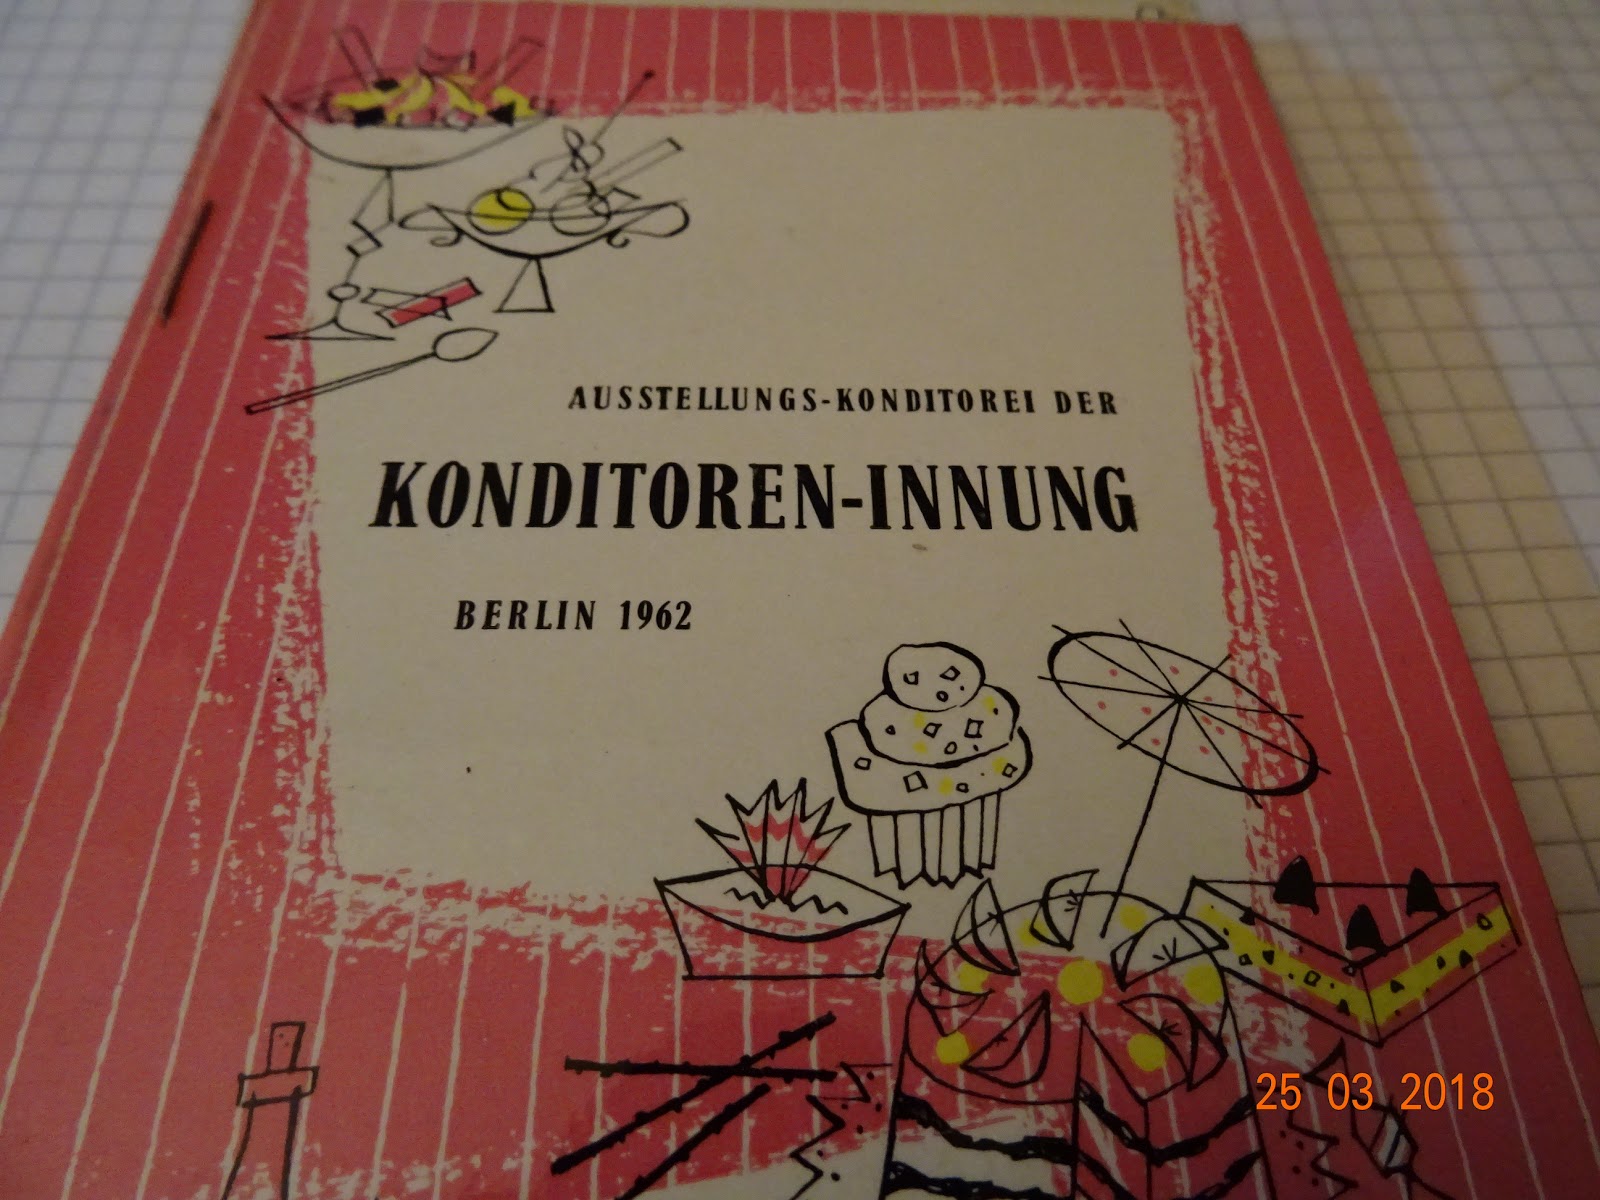 AUSSTELLUNGS-KONDITOREI DER
KONDITOREN-INNUNG
BERLIN 1962
25 03 2018